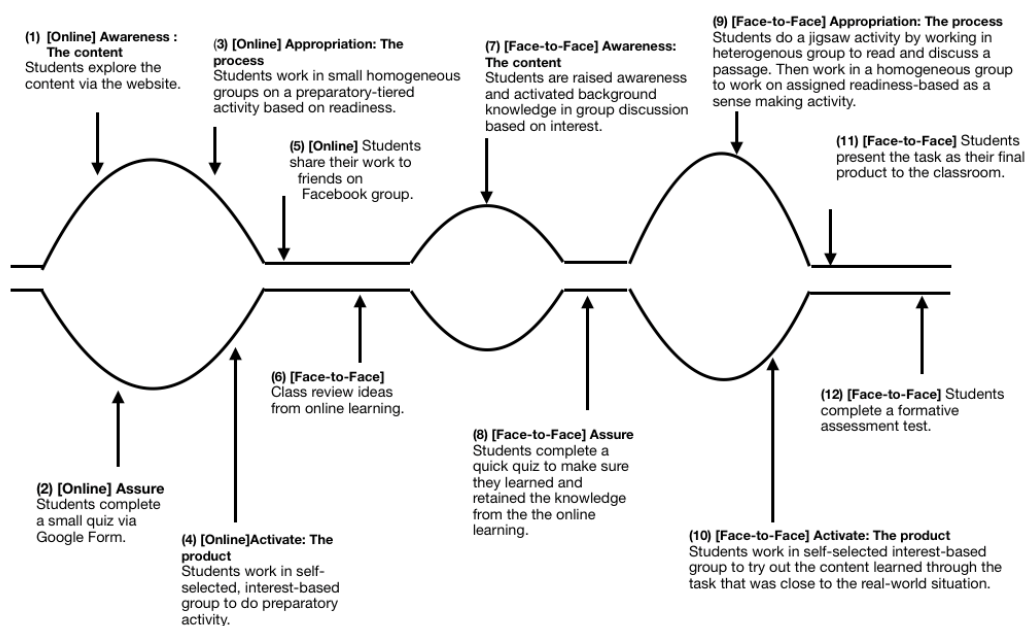 (1) [Online] Awareness :
The content
Students explore the
content via the website.
(2) [Online] Assure
Students complete
a small quiz via
Google Form.
(3) [Online] Appropriation: The
process
Students work in small homogeneous
groups on a preparatory-tiered
activity based on readiness.
(4) [Online]Activate: The
product
Students work in self-
selected, interest-based
group to do preparatory
activity.
(5) [Online] Students
share their work to
friends on
Facebook group.
(6) [Face-to-Face]
Class review ideas
from online learning.
(7) [Face-to-Face] Awareness:
The content
Students are raised awareness
and activated background
knowledge in group discussion
based on interest.
(8) [Face-to-Face] Assure
Students complete a
quick quiz to make sure
they learned and
retained the knowledge
from the the online
learning.
(9) [Face-to-Face] Appropriation: The process
Students do a jigsaw activity by working in
heterogenous group to read and discuss a
passage. Then work in a homogeneous group
to work on assigned readiness-based as a
sense making activity.
(10) [Face-to-Face] Activate: The product
Students work in self-selected interest-based
group to try out the content learned through the
task that was close to the real-world situation.
(11) [Face-to-Face] Students
present the task as their final
product to the classroom.
(12) [Face-to-Face] Students
complete a formative
assessment test.